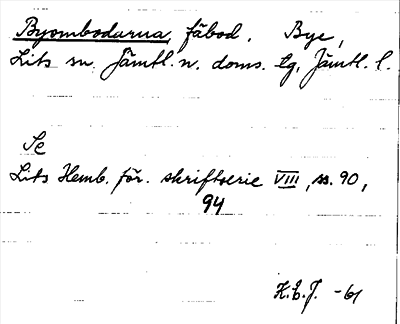 Byombodarna, fäbod. Bye,
Lits sn. Jämtl. n. doms. lg, Jämtl. l.
Se
Lits Hemb. för. skriftserie VIII, ss. 90,
94
K.E.J. -61